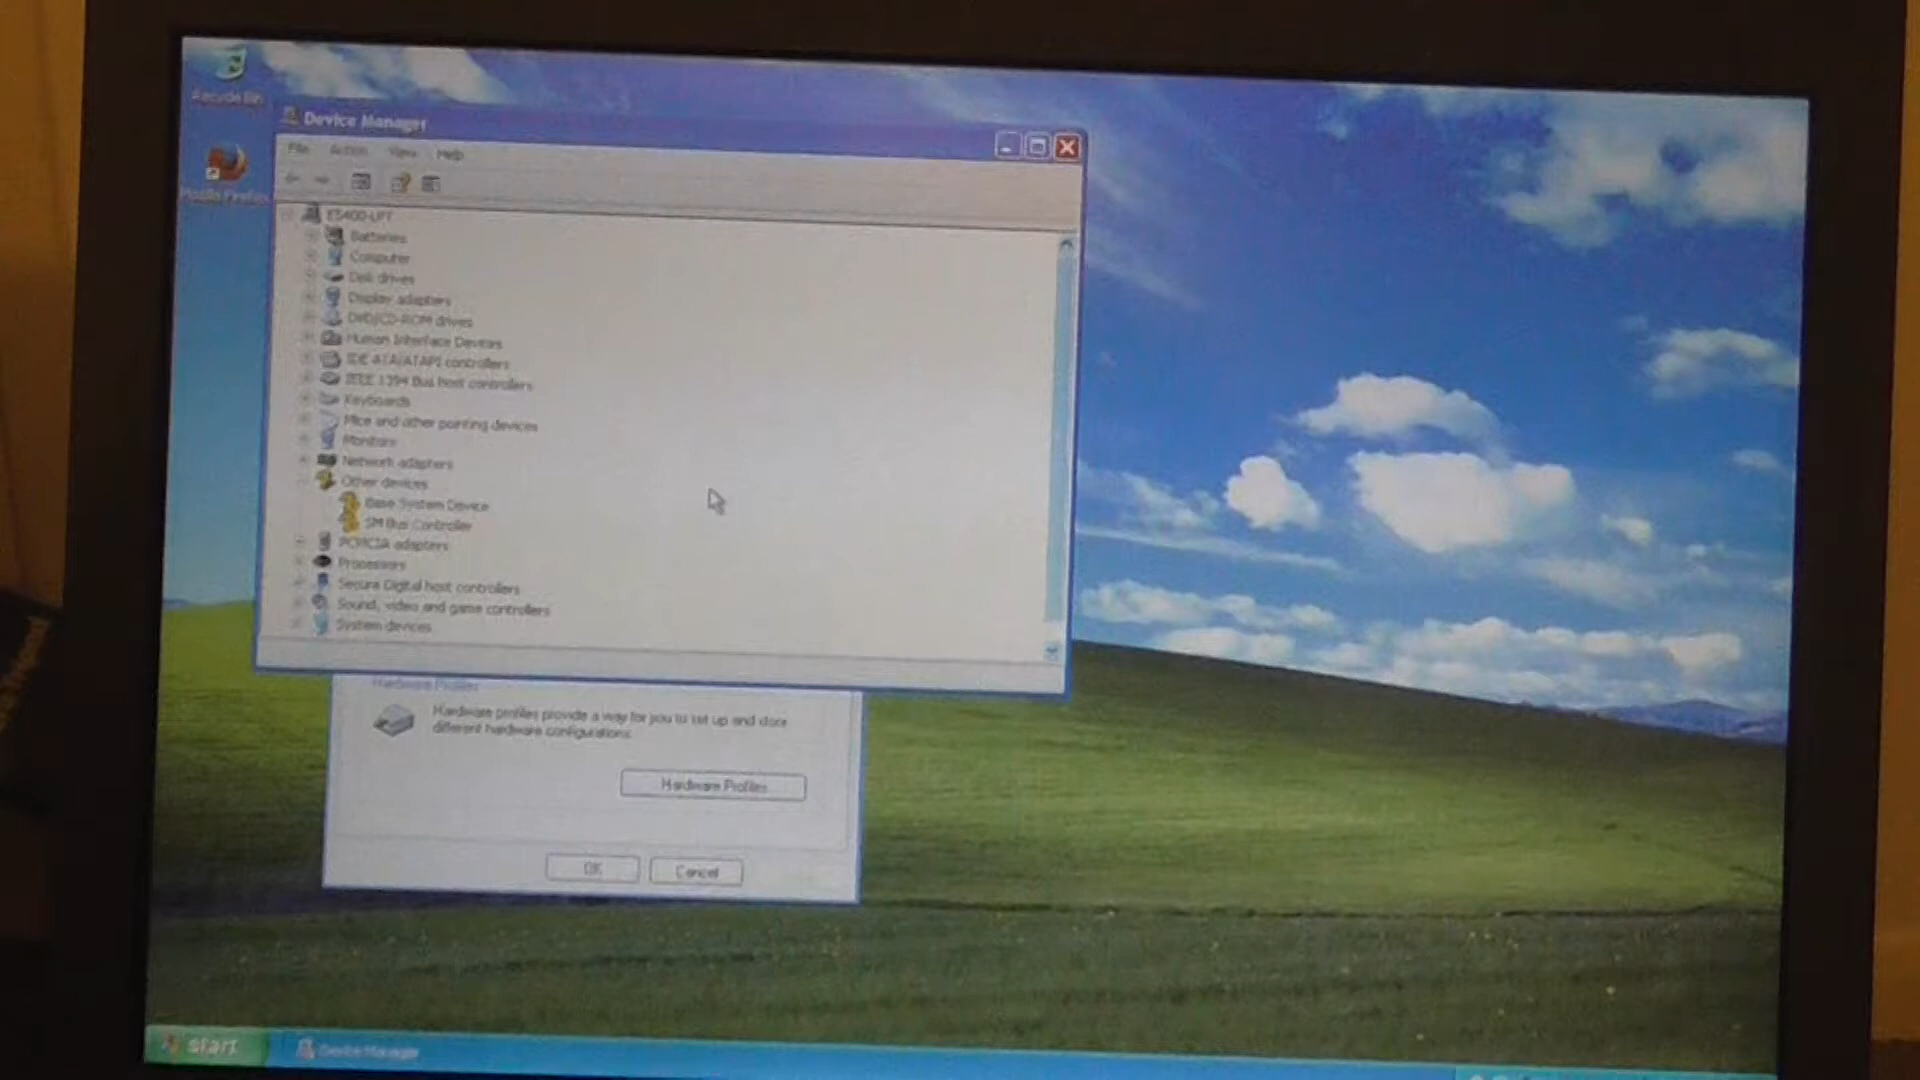 Recycle Bin
Mozilla Firefox
Device Manager
File Action View Help
Batteries
Computer
Disk drives
Display adapters
DVD/CD-ROM drives
Human Interface Devices
IDE ATA/ATAPI controllers
IEEE 1394 Bus host controllers
Keyboards
Mice and other pointing devices
Monitors
Network adapters
Other devices
Base System Device
SM Bus Controller
PCMCIA adapters
Processors
Secure Digital host controllers
Sound, video and game controllers
System devices
Hardware Profiles
Hardware profiles provide a way for you to set up and store
different hardware configurations.
Hardware Profiles
OK
Cancel
start
Device Manager